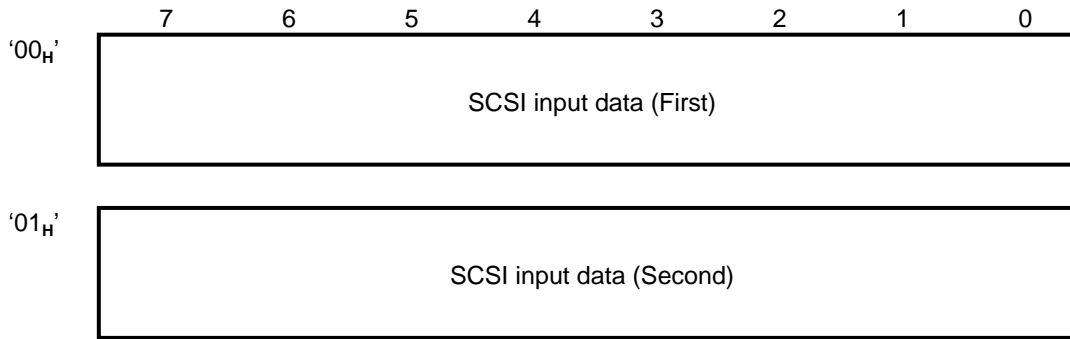 7 6 5 4 3 2 1 0
‘00H’
SCSI input data (First)
‘01H’
SCSI input data (Second)